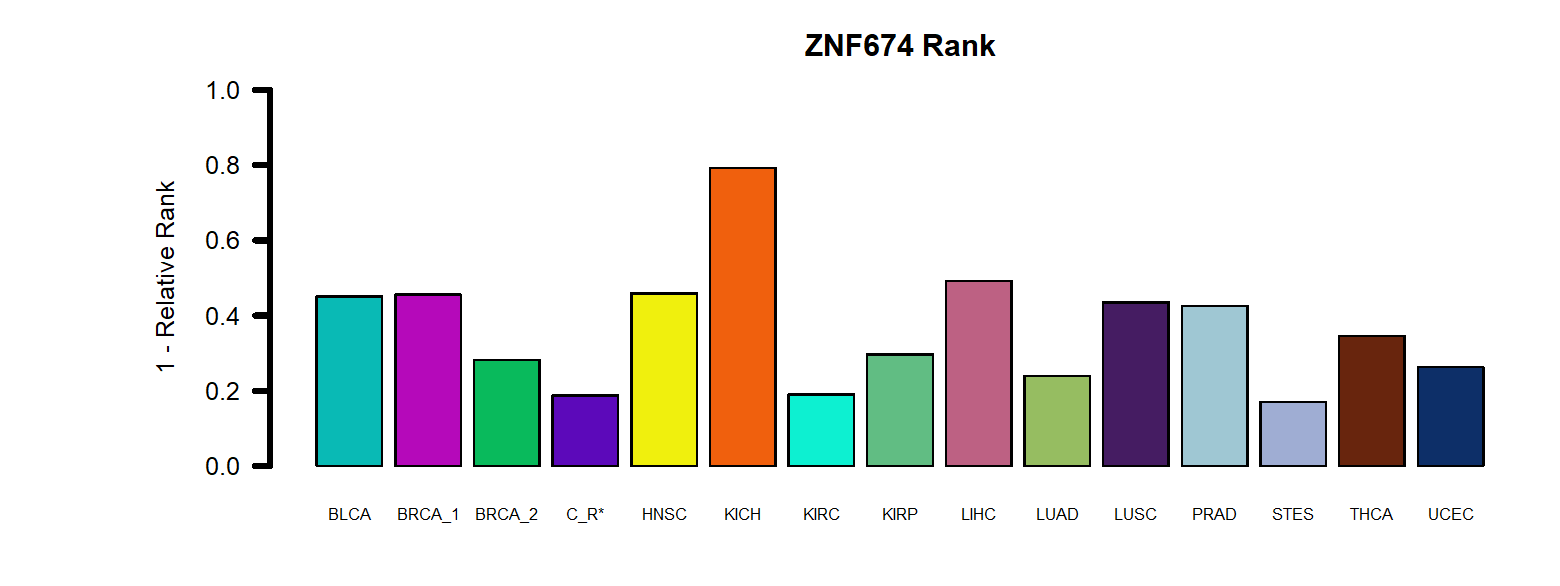 ZNF674 Rank
1 - Relative Rank
1.0
0.8
0.6
0.4
0.2
0.0
BLCA BRCA_1 BRCA_2 C_R* HNSC KICH KIRC KIRP LIHC LUAD LUSC PRAD STES THCA UCEC